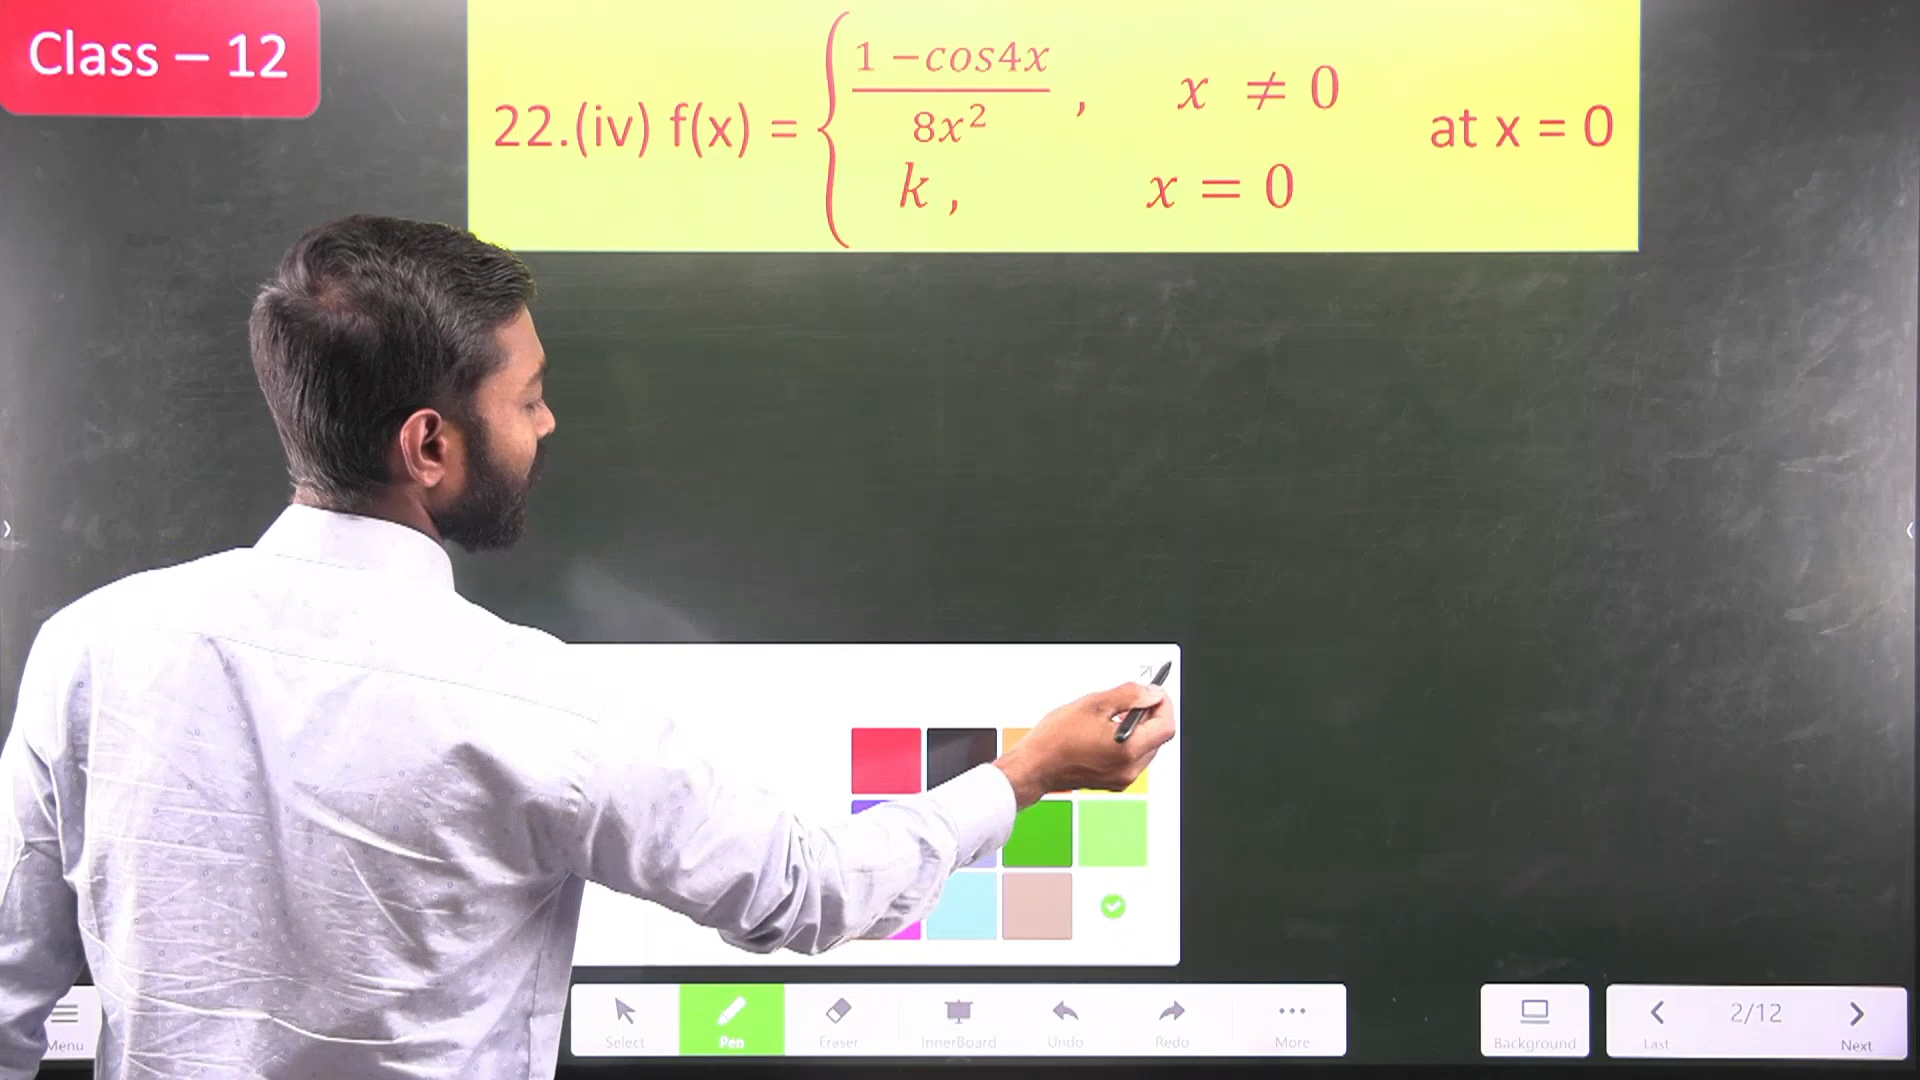 Class – 12
22.(iv) f(x) = { (1 – cos4x)/(8x²) , x ≠ 0 at x = 0
k , x = 0
Menu
Select Pen Eraser InnerBoard Undo Redo More
Background
Last 2/12 Next